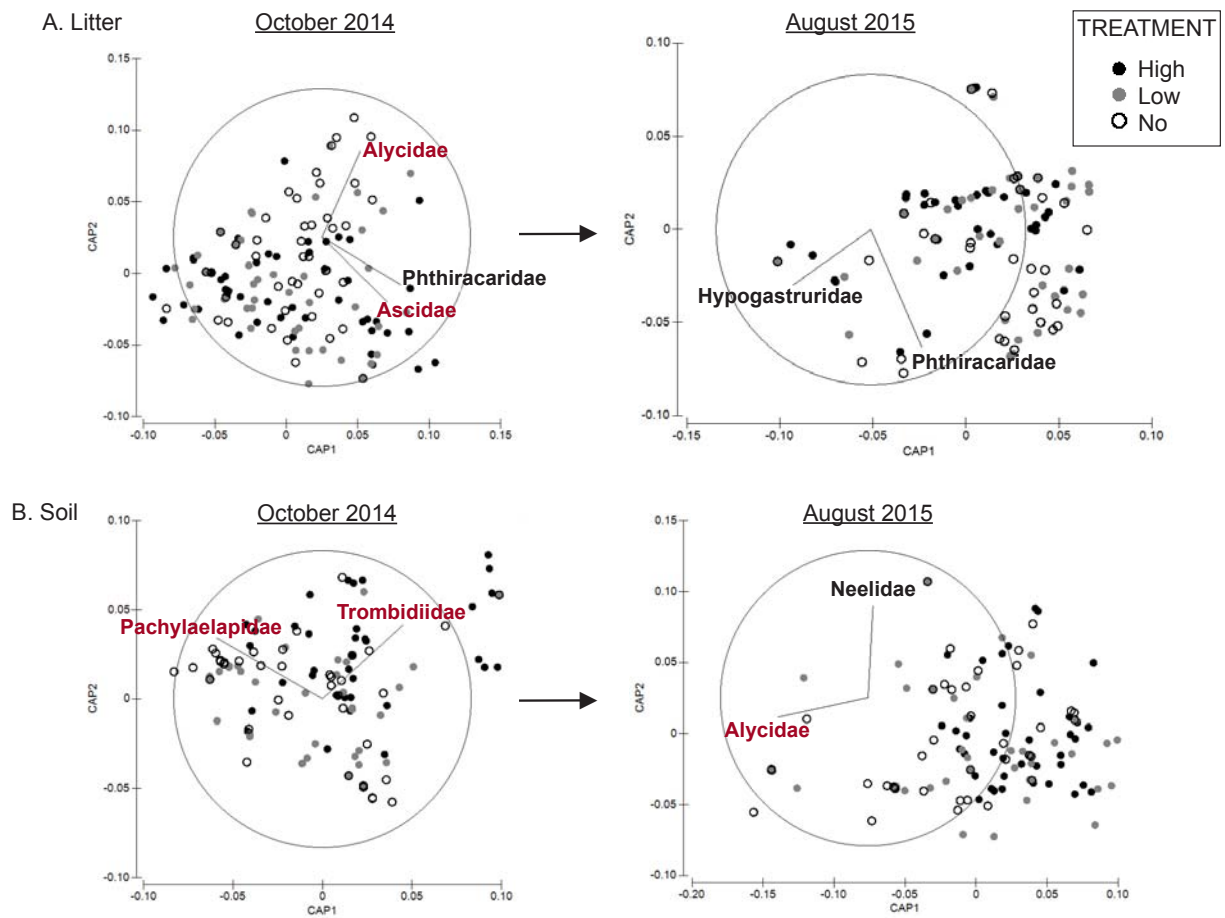 A. Litter
October 2014
August 2015
TREATMENT
High
Low
No
0.15
0.10
0.05
0
-0.05
-0.10
CAP2
Alycidae
Phthiracaridae
Ascidae
-0.10
-0.05
0
0.05
0.10
0.15
CAP1
0.10
0.05
0.00
-0.05
-0.10
CAP2
Hypogastruridae
Phthiracaridae
-0.15
-0.10
-0.05
0
0.05
0.10
CAP1
B. Soil
October 2014
August 2015
0.10
0.05
0
-0.05
-0.10
CAP2
Pachylaelapidae
Trombidiidae
-0.10
-0.05
0
0.05
0.10
CAP1
0.15
0.10
0.05
0
-0.05
-0.10
CAP2
Neelidae
Alycidae
-0.20
-0.15
-0.10
-0.05
0
0.05
0.10
CAP1